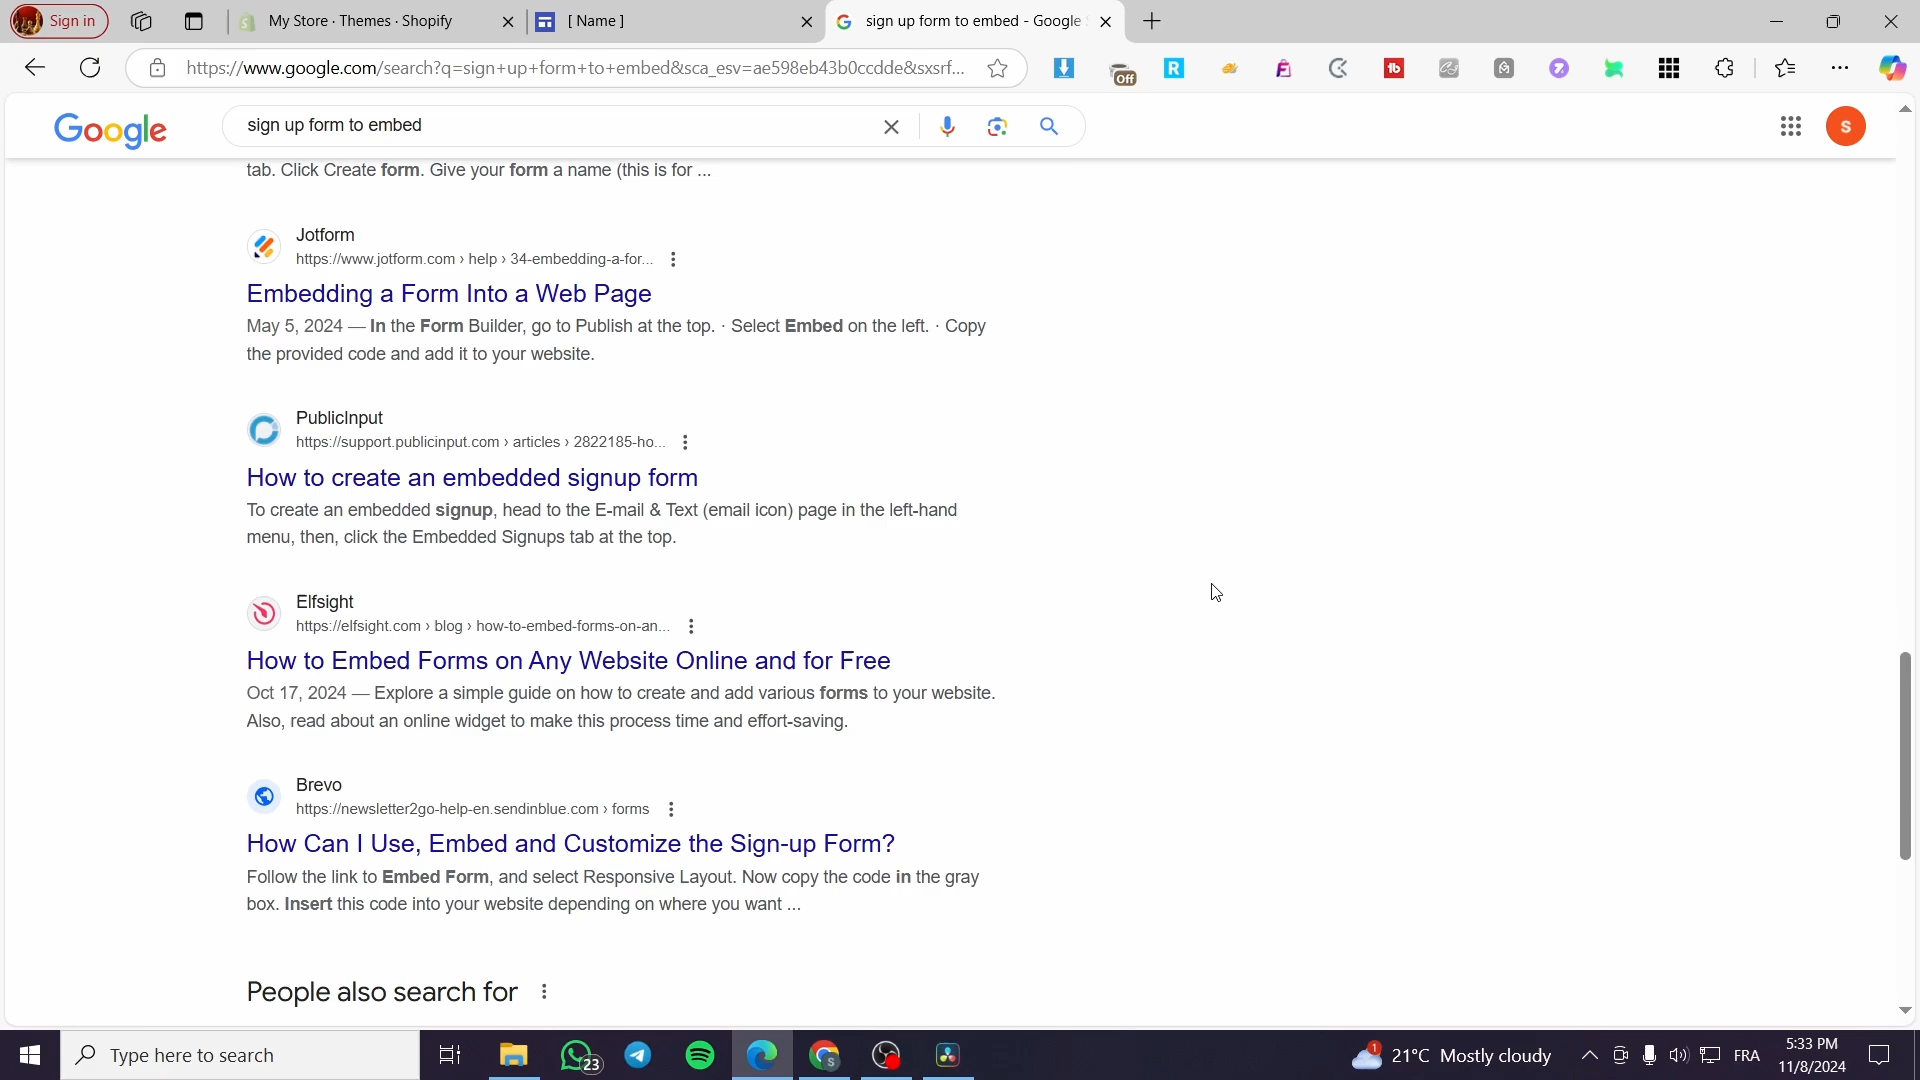 Sign in
My Store · Themes · Shopify
[ Name ]
sign up form to embed - Google
https://www.google.com/search?q=sign+up+form+to+embed&sca_esv=ae598eb43b0ccdde&sxsrf...
Off
R
Google
sign up form to embed
S
tab. Click Create form. Give your form a name (this is for ...
Jotform
https://www.jotform.com › help › 34-embedding-a-for...
Embedding a Form Into a Web Page
May 5, 2024 — In the Form Builder, go to Publish at the top. · Select Embed on the left. · Copy
the provided code and add it to your website.
PublicInput
https://support.publicinput.com › articles › 2822185-ho...
How to create an embedded signup form
To create an embedded signup, head to the E-mail & Text (email icon) page in the left-hand
menu, then, click the Embedded Signups tab at the top.
Elfsight
https://elfsight.com › blog › how-to-embed-forms-on-an...
How to Embed Forms on Any Website Online and for Free
Oct 17, 2024 — Explore a simple guide on how to create and add various forms to your website.
Also, read about an online widget to make this process time and effort-saving.
Brevo
https://newsletter2go-help-en.sendinblue.com › forms
How Can I Use, Embed and Customize the Sign-up Form?
Follow the link to Embed Form, and select Responsive Layout. Now copy the code in the gray
box. Insert this code into your website depending on where you want ...
People also search for
Type here to search
23
1
21°C Mostly cloudy
FRA
5:33 PM
11/8/2024